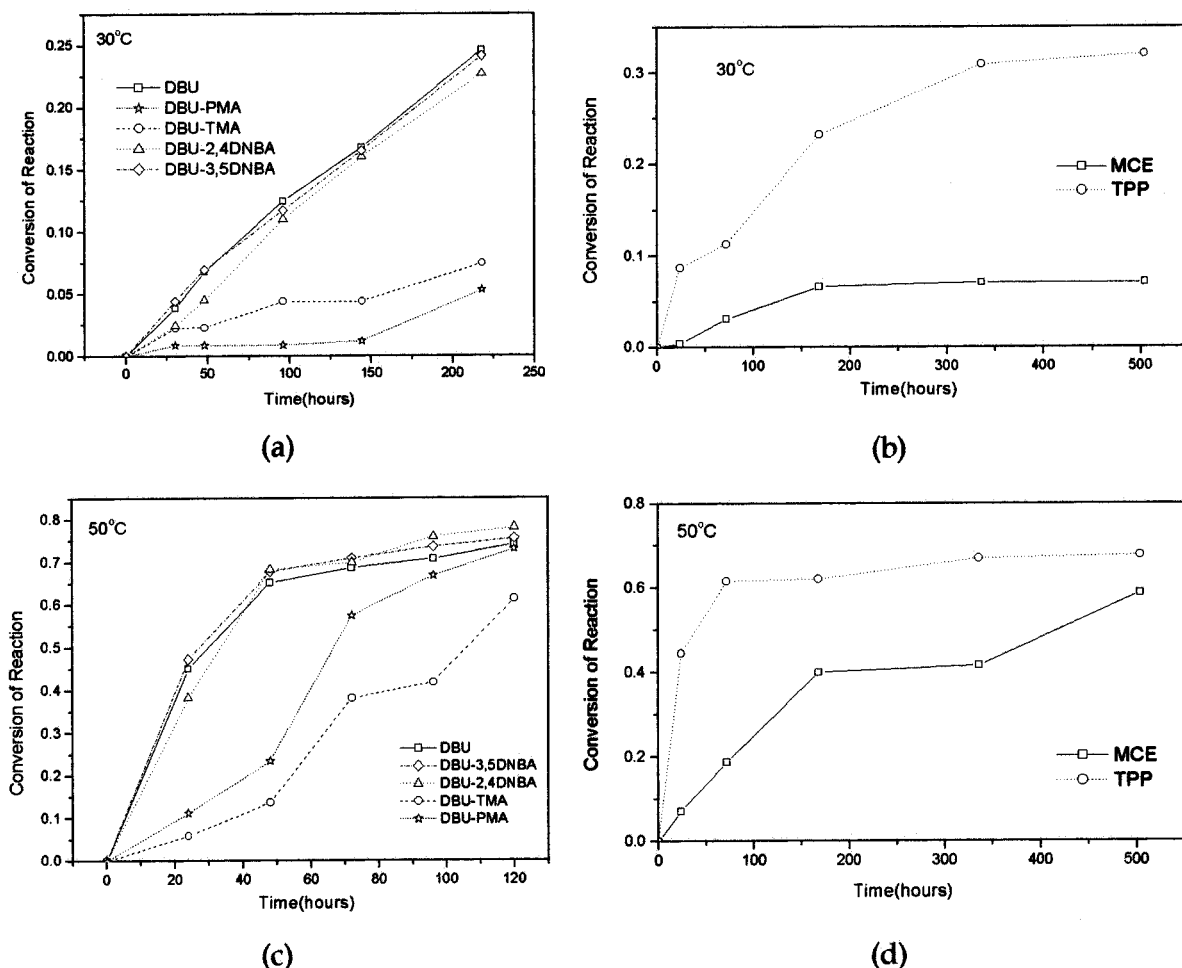 30°C
DBU
DBU-PMA
DBU-TMA
DBU-2,4DNBA
DBU-3,5DNBA
0.25
0.20
0.15
0.10
0.05
0.00
Conversion of Reaction
0 50 100 150 200 250
Time(hours)
(a)
30°C
MCE
TPP
0.3
0.2
0.1
0.0
Conversion of Reaction
0 100 200 300 400 500
Time(hours)
(b)
50°C
DBU
DBU-3,5DNBA
DBU-2,4DNBA
DBU-TMA
DBU-PMA
0.8
0.7
0.6
0.5
0.4
0.3
0.2
0.1
0.0
Conversion of Reaction
0 20 40 60 80 100 120
Time(hours)
(c)
50°C
MCE
TPP
0.8
0.6
0.4
0.2
0.0
Conversion of Reaction
0 100 200 300 400 500
Time(hours)
(d)